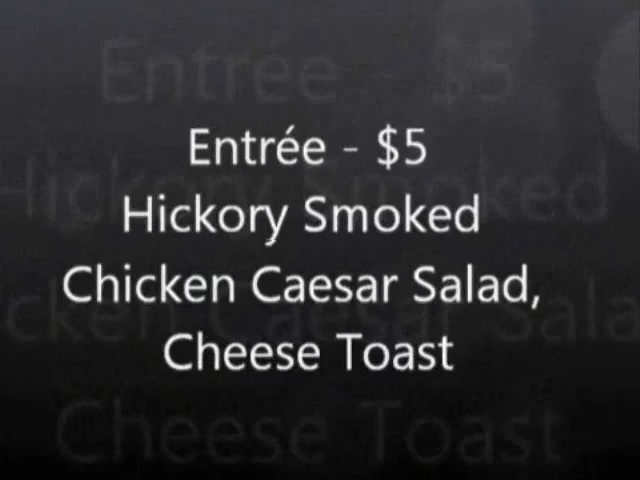 Entrée - $5
Hickory Smoked
Chicken Caesar Salad,
Cheese Toast